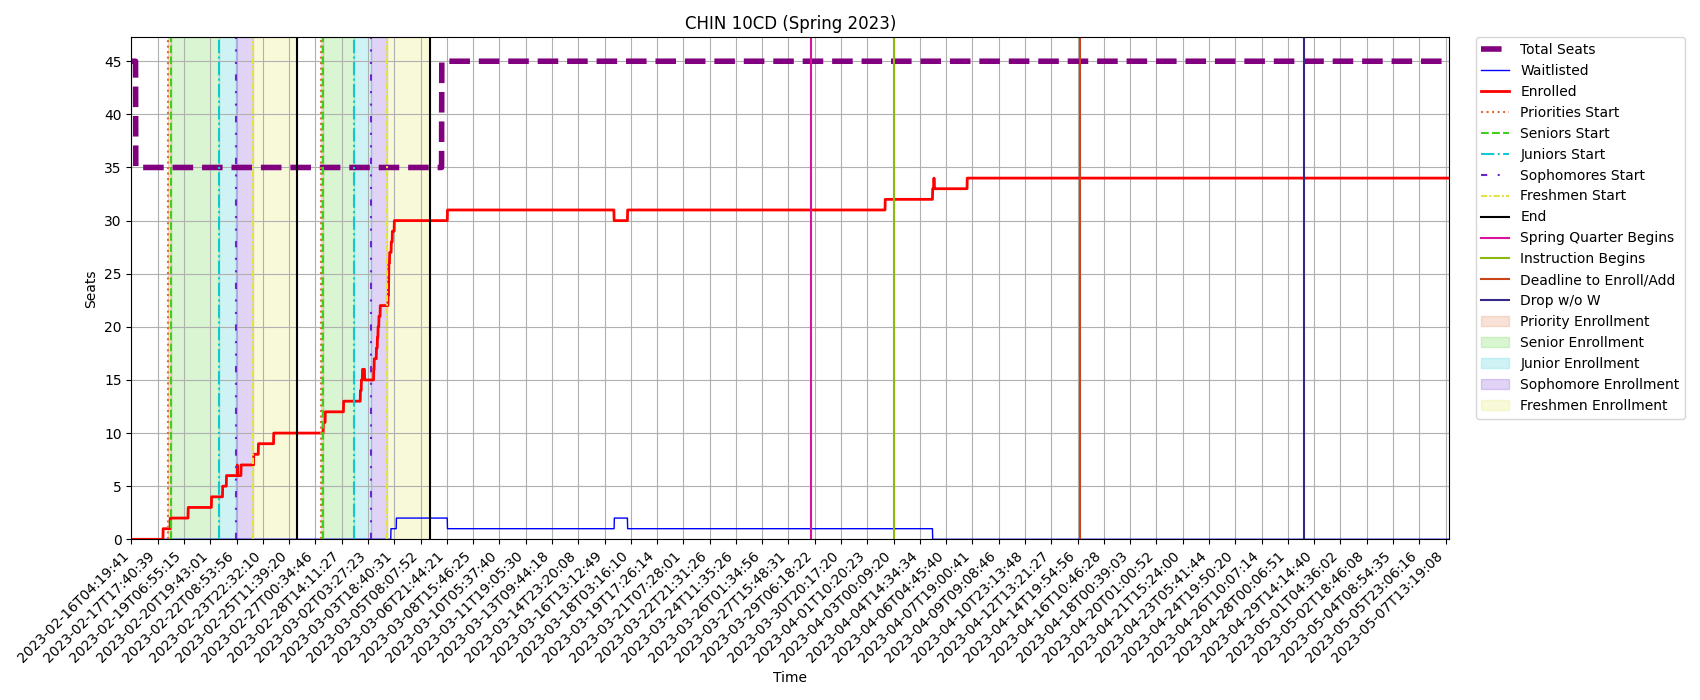 CHIN 10CD (Spring 2023)
Seats
45
40
35
30
25
20
15
10
5
0
2023-02-16T04:19:41
2023-02-17T17:40:39
2023-02-19T06:55:15
2023-02-20T19:43:01
2023-02-22T08:53:56
2023-02-23T22:32:10
2023-02-25T11:39:20
2023-02-27T00:34:46
2023-02-28T14:11:27
2023-03-02T03:27:23
2023-03-03T18:40:31
2023-03-05T08:07:52
2023-03-06T21:44:21
2023-03-08T15:46:25
2023-03-10T05:37:40
2023-03-11T19:05:30
2023-03-13T09:44:18
2023-03-14T23:20:08
2023-03-16T13:12:49
2023-03-18T03:16:10
2023-03-19T17:26:14
2023-03-21T07:28:01
2023-03-22T21:31:26
2023-03-24T11:35:26
2023-03-26T01:34:56
2023-03-27T15:48:31
2023-03-29T06:18:22
2023-03-30T20:17:20
2023-04-01T10:20:23
2023-04-03T00:09:20
2023-04-04T14:34:34
2023-04-06T04:45:40
2023-04-07T19:00:41
2023-04-09T09:08:46
2023-04-10T23:13:48
2023-04-12T13:21:27
2023-04-14T19:54:56
2023-04-16T10:46:28
2023-04-18T00:39:03
2023-04-20T01:00:52
2023-04-21T15:24:00
2023-04-23T05:41:44
2023-04-24T19:50:20
2023-04-26T10:07:14
2023-04-28T00:06:51
2023-04-29T14:14:40
2023-05-01T04:36:02
2023-05-02T18:46:08
2023-05-04T08:54:35
2023-05-05T23:06:16
2023-05-07T13:19:08
Time
Total Seats
Waitlisted
Enrolled
Priorities Start
Seniors Start
Juniors Start
Sophomores Start
Freshmen Start
End
Spring Quarter Begins
Instruction Begins
Deadline to Enroll/Add
Drop w/o W
Priority Enrollment
Senior Enrollment
Junior Enrollment
Sophomore Enrollment
Freshmen Enrollment